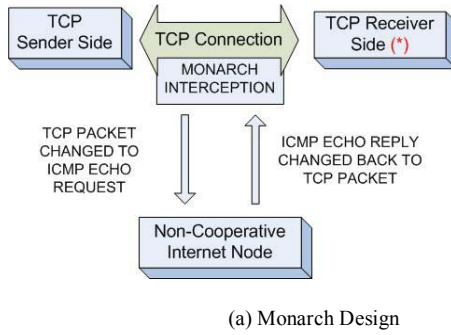 TCP
Sender Side
TCP Connection
TCP Receiver
Side (*)
MONARCH
INTERCEPTION
TCP PACKET
CHANGED TO
ICMP ECHO
REQUEST
ICMP ECHO REPLY
CHANGED BACK TO
TCP PACKET
Non-Cooperative
Internet Node
(a) Monarch Design